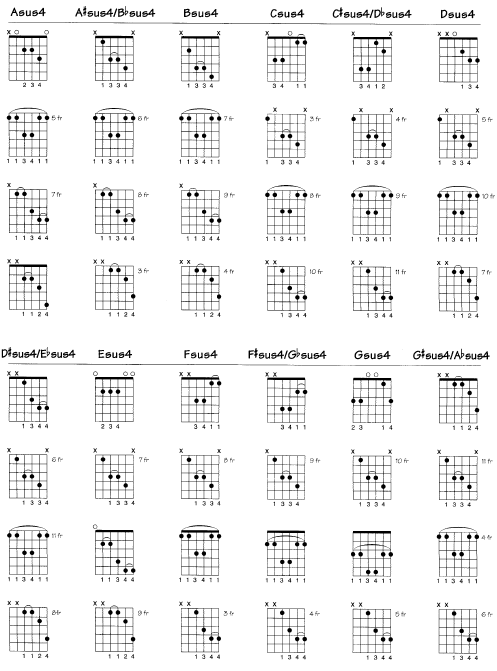 Asus4 A♯sus4/B♭sus4 Bsus4 Csus4 C♯sus4/D♭sus4 Dsus4
x o o x x x x x o x x x x o
2 3 4 1 3 3 4 1 3 3 4 3 4 1 1 3 4 1 2 1 3 4
x x x
5 fr 6 fr 7 fr 3 fr 4 fr 5 fr
1 1 3 4 1 1 1 1 3 4 1 1 1 1 3 4 1 1 1 3 3 4 1 3 3 4 1 3 3 4
x x x
7 fr 8 fr 9 fr 8 fr 9 fr 10 fr
1 1 3 4 4 1 1 3 4 4 1 1 3 4 4 1 1 3 4 1 1 1 1 3 4 1 1 1 1 3 4 1 1
x x x x x x x x x x x x
3 fr 4 fr 10 fr 11 fr 7 fr
1 1 2 4 1 1 2 4 1 1 2 4 1 3 4 4 1 3 4 4 1 1 2 4
D♯sus4/E♭sus4 Esus4 Fsus4 F♯sus4/G♭sus4 Gsus4 G♯sus4/A♭sus4
x x o o o x x x x o o x x
1 3 4 4 2 3 4 3 4 1 1 3 4 1 1 2 3 1 4 1 1 2 4
x x x x x x x x x x x x
6 fr 7 fr 8 fr 9 fr 10 fr 11 fr
1 3 3 4 1 3 3 4 1 3 3 4 1 3 3 4 1 3 3 4 1 3 3 4
o
11 fr 4 fr
1 1 3 4 1 1 1 1 3 4 4 1 1 3 4 1 1 1 1 3 4 1 1 1 1 3 4 1 1 1 1 3 4 1 1
x x x x x x x x x x x x
8 fr 9 fr 3 fr 4 fr 5 fr 6 fr
1 1 2 4 1 1 2 4 1 3 4 4 1 3 4 4 1 3 4 4 1 3 4 4